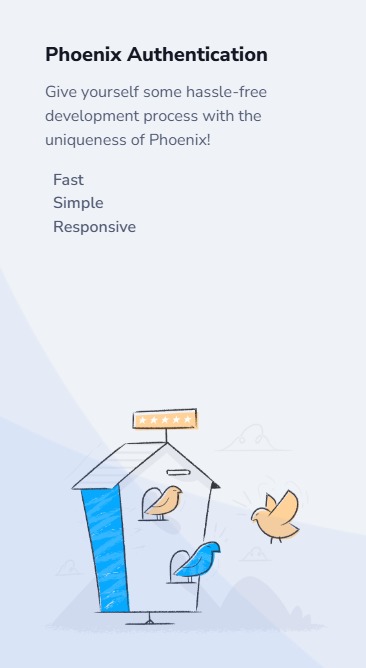 Phoenix Authentication
Give yourself some hassle-free
development process with the
uniqueness of Phoenix!
Fast
Simple
Responsive